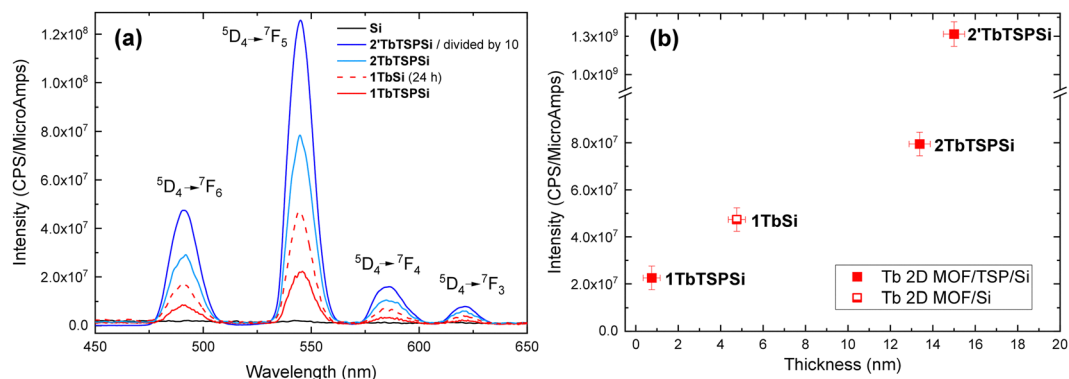 (a)
⁵D₄→⁷F₅
Si
2'TbTSPSi / divided by 10
2TbTSPSi
1TbSi (24 h)
1TbTSPSi
⁵D₄→⁷F₆
⁵D₄→⁷F₄
⁵D₄→⁷F₃
1.2x10⁸
1.0x10⁸
8.0x10⁷
6.0x10⁷
4.0x10⁷
2.0x10⁷
0.0
Intensity (CPS/MicroAmps)
450 500 550 600 650
Wavelength (nm)
(b)
2'TbTSPSi
2TbTSPSi
1TbSi
1TbTSPSi
Tb 2D MOF/TSP/Si
Tb 2D MOF/Si
1.3x10⁹
1.0x10⁹
8.0x10⁷
6.0x10⁷
4.0x10⁷
2.0x10⁷
0.0
Intensity (CPS/MicroAmps)
0 2 4 6 8 10 12 14 16 18 20
Thickness (nm)